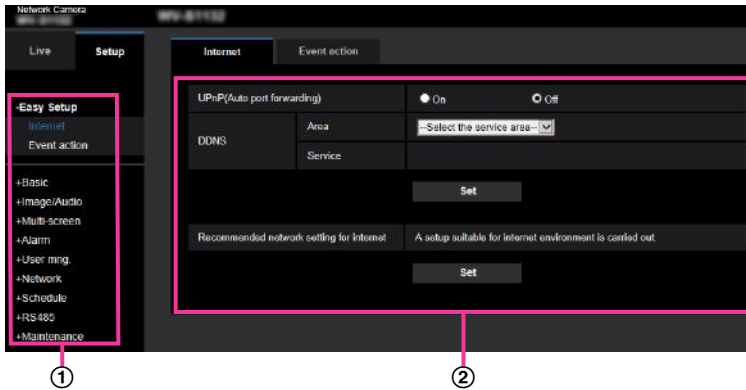 Network Camera
Live
Setup
-Easy Setup
Internet
Event action
+Basic
+Image/Audio
+Multi-screen
+Alarm
+User mng.
+Network
+Schedule
+RS485
+Maintenance
Internet
Event action
UPnP(Auto port forwarding)
On
Off
DDNS
Area
--Select the service area--
Service
Set
Recommended network setting for internet
A setup suitable for internet environment is carried out.
Set
①
②